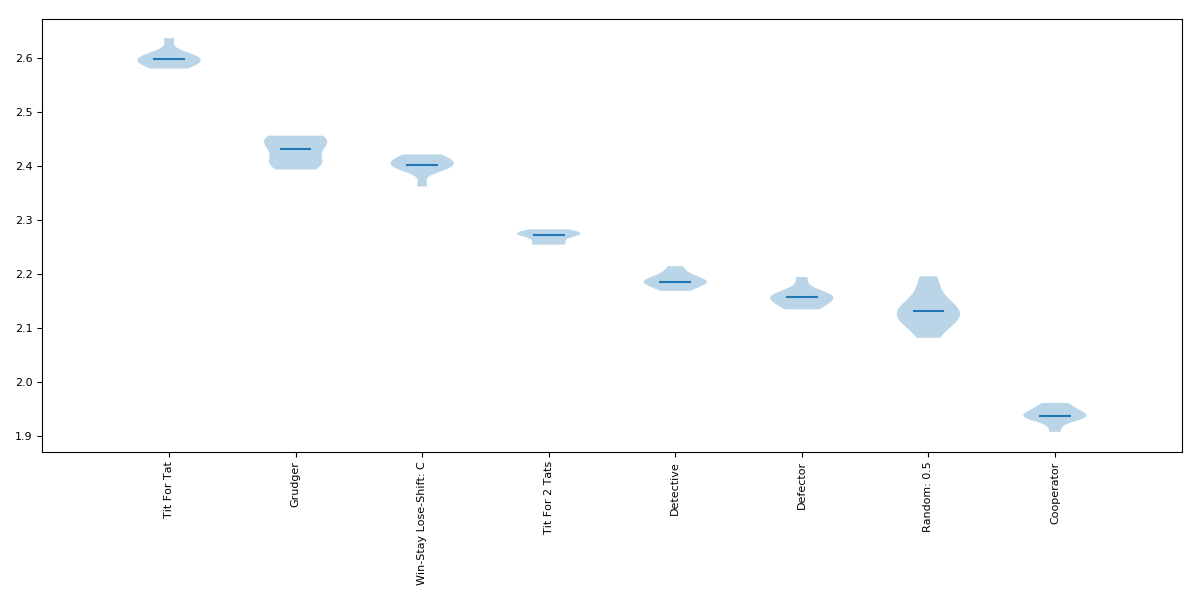 2.6
2.5
2.4
2.3
2.2
2.1
2.0
1.9
Tit For Tat
Grudger
Win-Stay Lose-Shift: C
Tit For 2 Tats
Detective
Defector
Random: 0.5
Cooperator